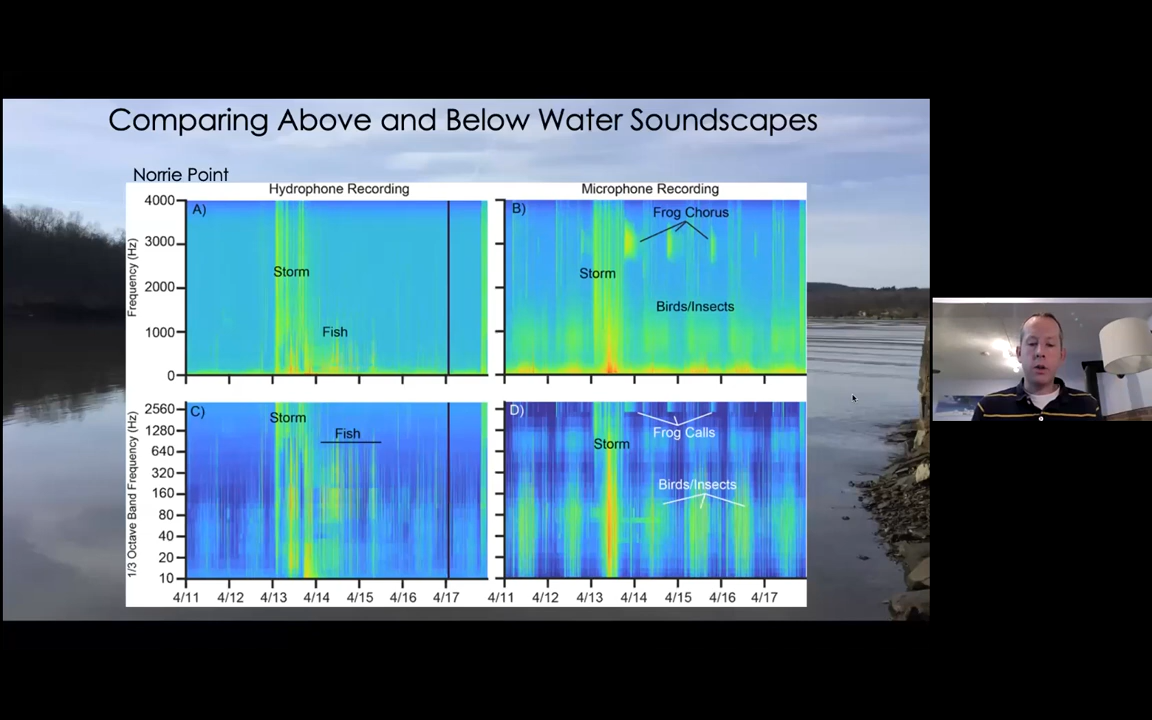 Comparing Above and Below Water Soundscapes
Norrie Point
Hydrophone Recording
Microphone Recording
Frequency (Hz)
4000
3000
2000
1000
0
A)
Storm
Fish
B)
Frog Chorus
Storm
Birds/Insects
1/3 Octave Band Frequency (Hz)
2560
1280
640
320
160
80
40
20
10
C)
Storm
Fish
D)
Frog Calls
Storm
Birds/Insects
4/11 4/12 4/13 4/14 4/15 4/16 4/17
4/11 4/12 4/13 4/14 4/15 4/16 4/17